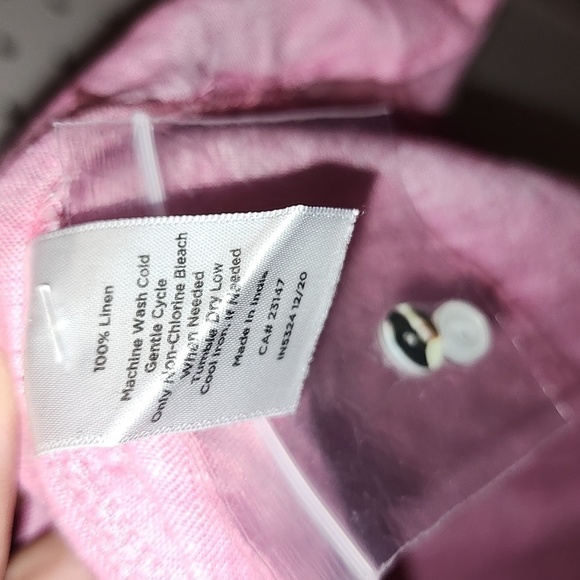 100% Linen
Machine Wash Cold
Gentle Cycle
Only Non-Chlorine Bleach
When Needed
Tumble Dry Low
Cool Iron, If Needed
Made in India
CA# 23147
IN5324 12/20